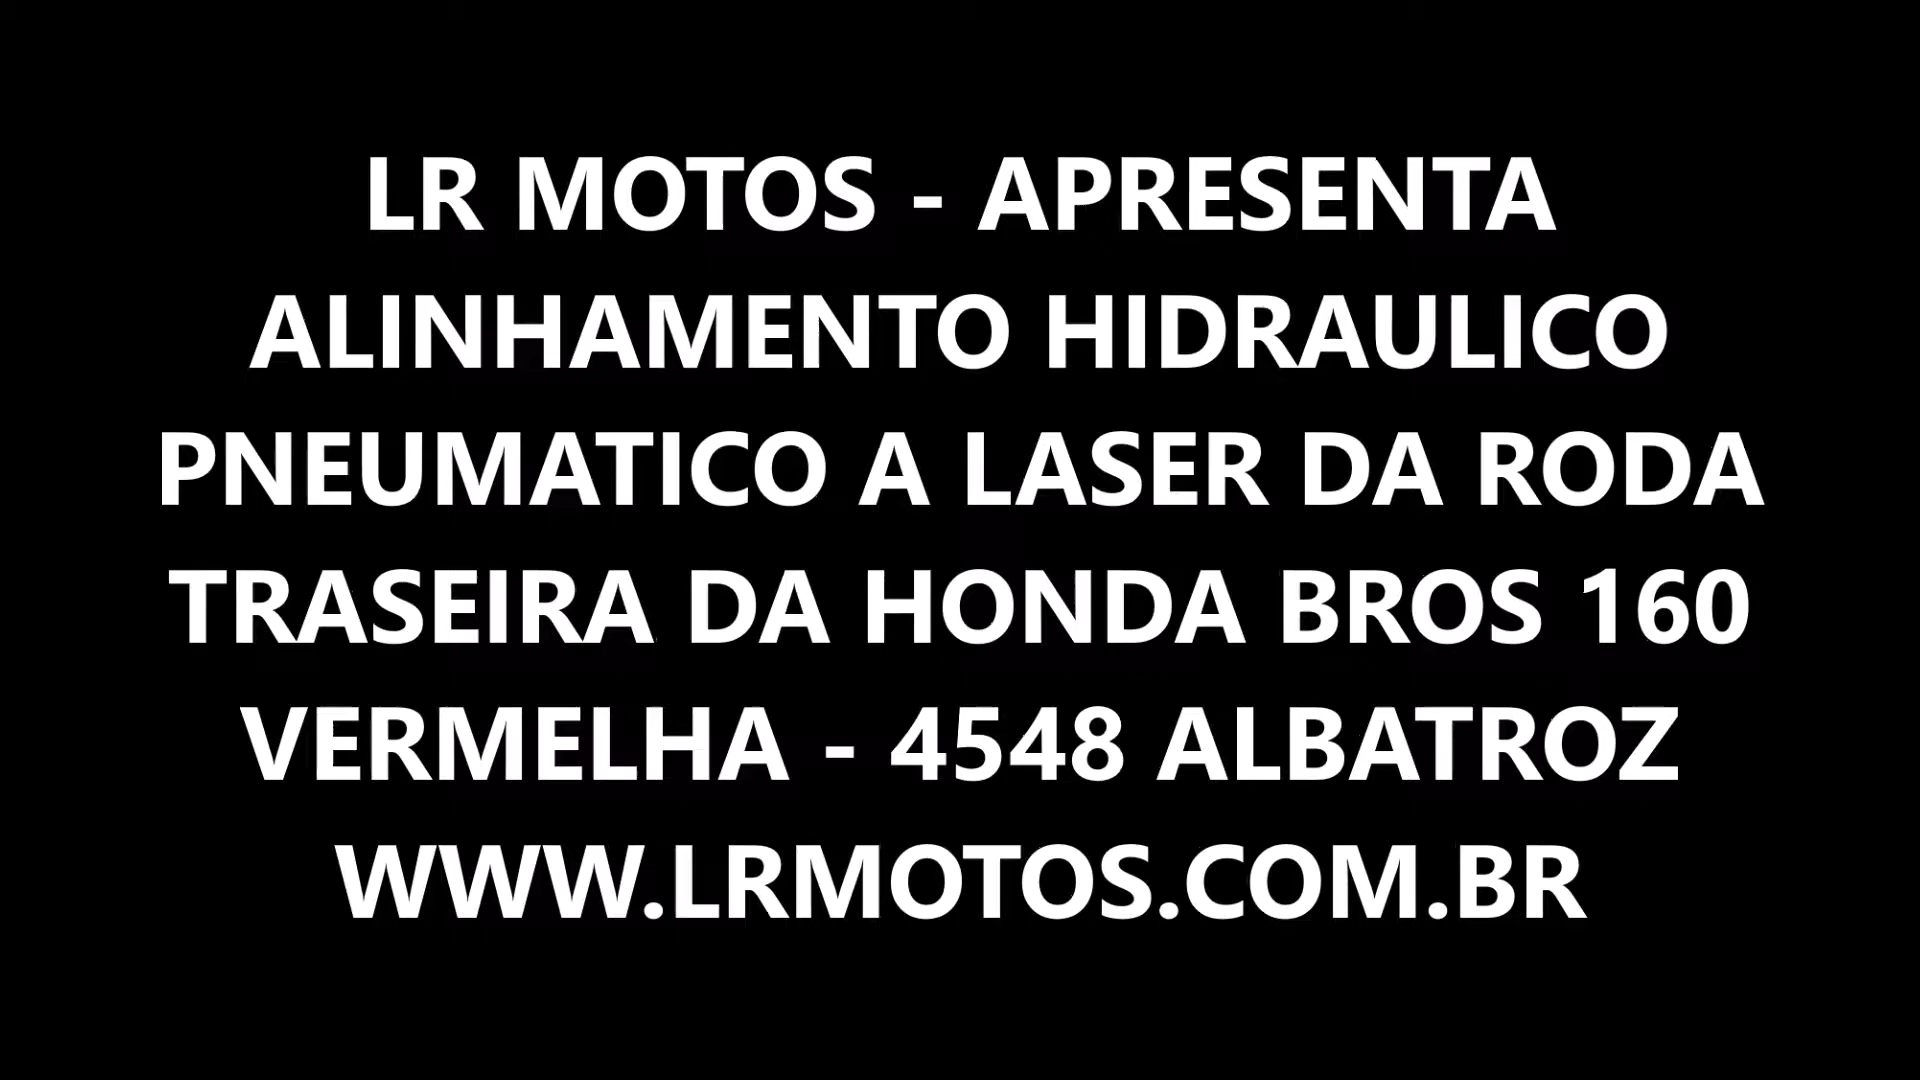 LR MOTOS - APRESENTA
ALINHAMENTO HIDRAULICO
PNEUMATICO A LASER DA RODA
TRASEIRA DA HONDA BROS 160
VERMELHA - 4548 ALBATROZ
WWW.LRMOTOS.COM.BR